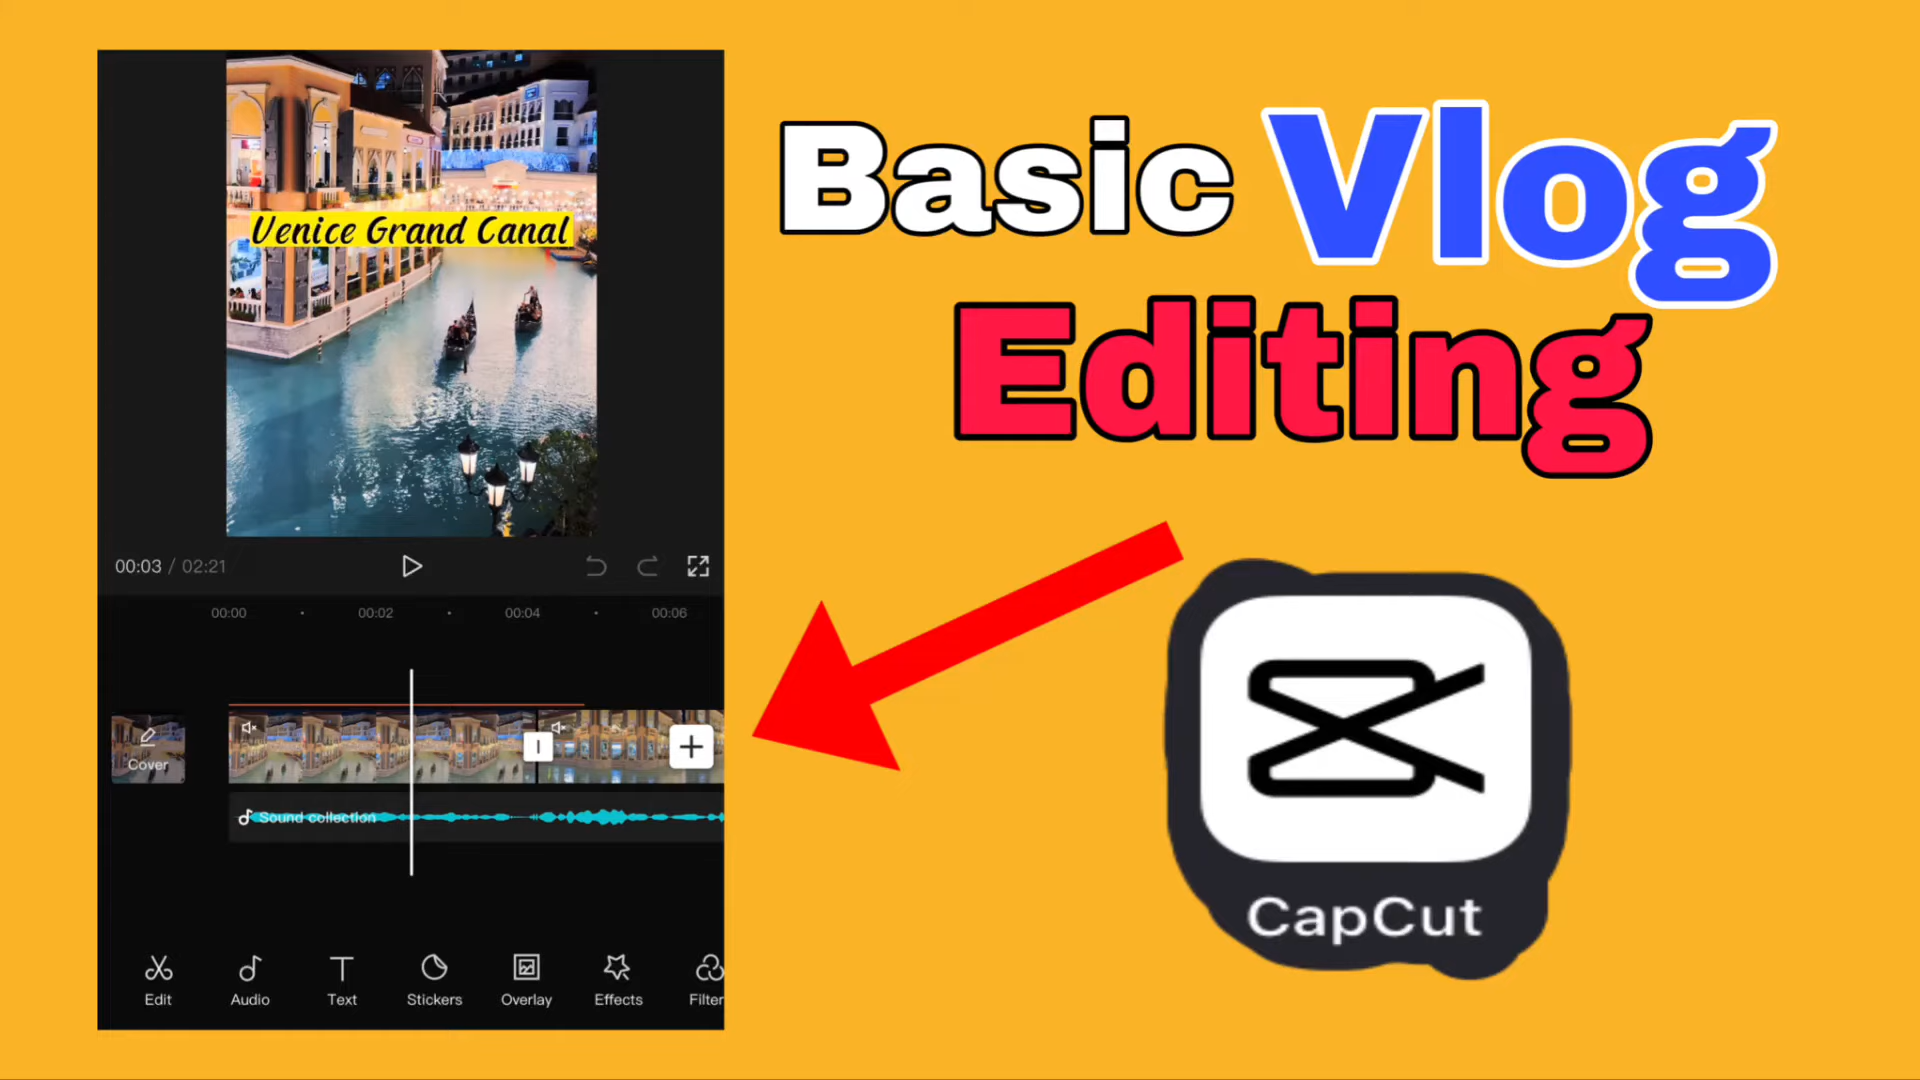 Basic Vlog
Editing
Venice Grand Canal
00:03 / 02:21
00:00 00:02 00:04 00:06
Cover
Sound collection
Edit Audio Text Stickers Overlay Effects Filter
CapCut